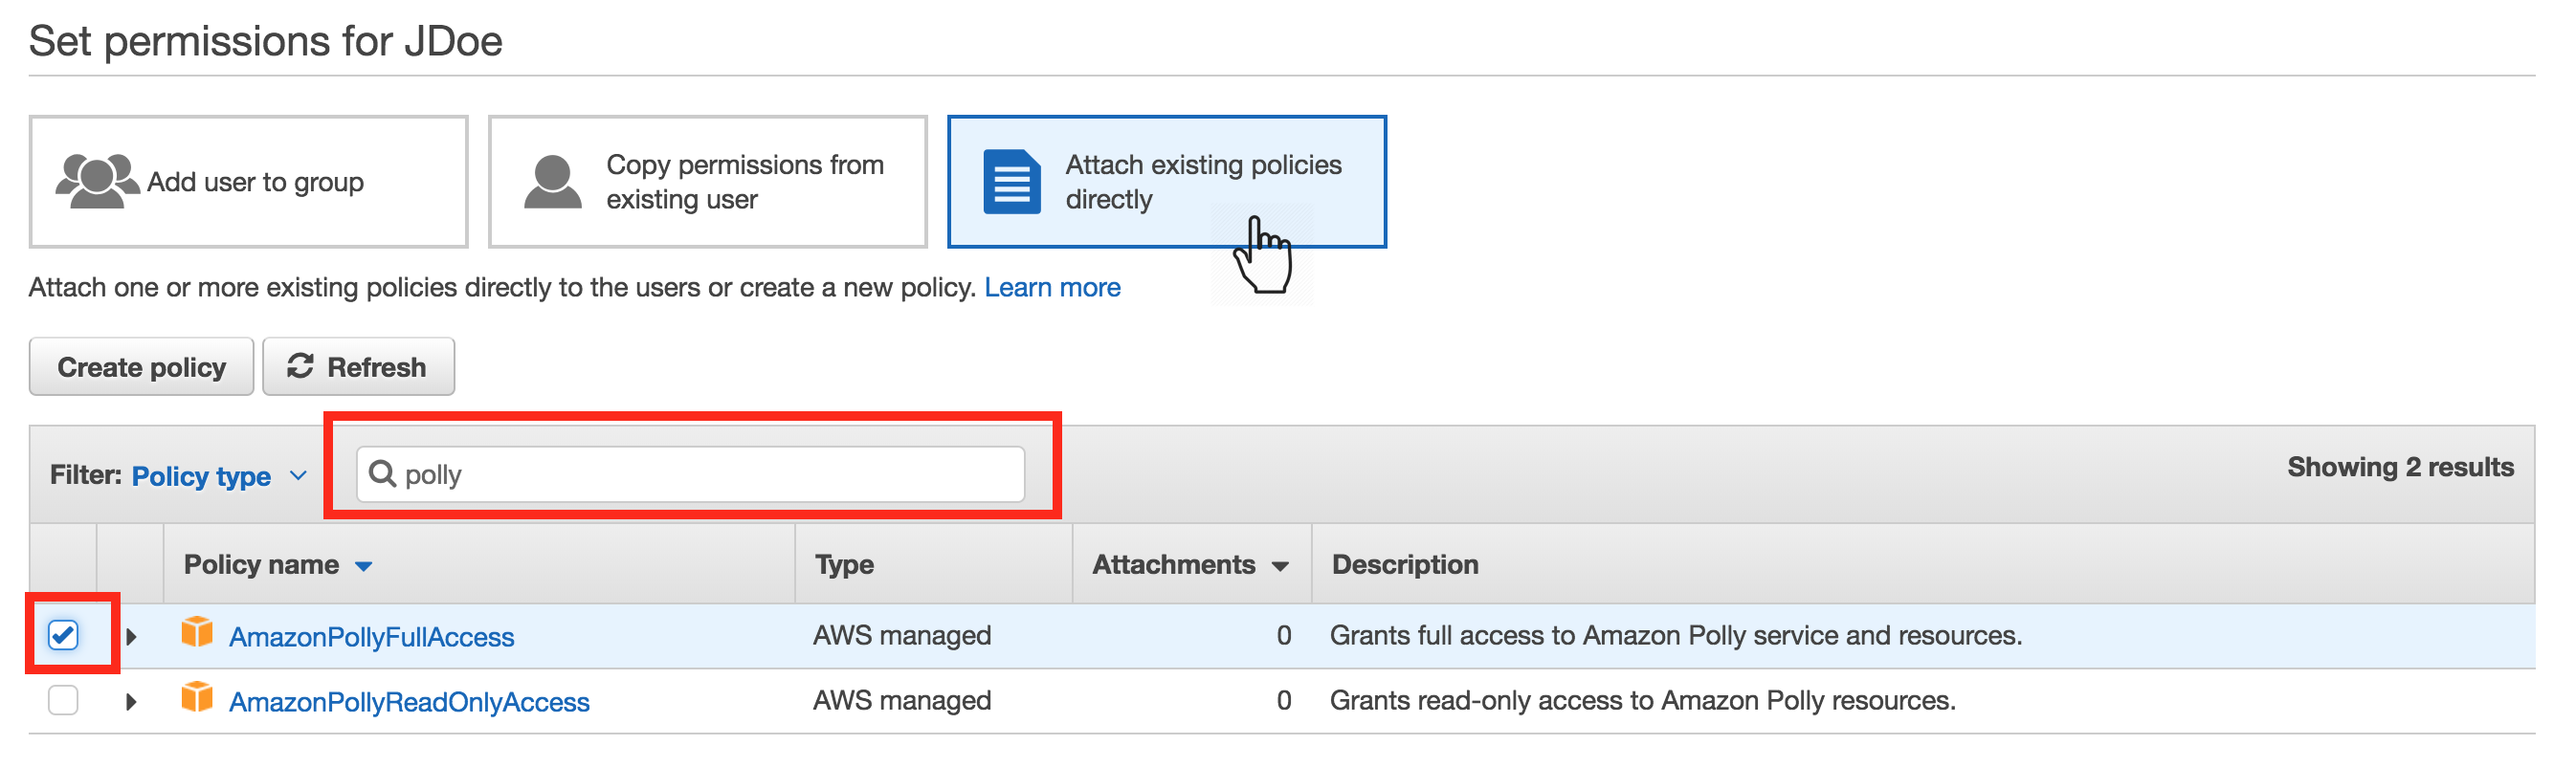 Set permissions for JDoe
Add user to group
Copy permissions from
existing user
Attach existing policies
directly
Attach one or more existing policies directly to the users or create a new policy. Learn more
Create policy
Refresh
Filter: Policy type
polly
Showing 2 results
Policy name Type Attachments Description
AmazonPollyFullAccess AWS managed 0 Grants full access to Amazon Polly service and resources.
AmazonPollyReadOnlyAccess AWS managed 0 Grants read-only access to Amazon Polly resources.